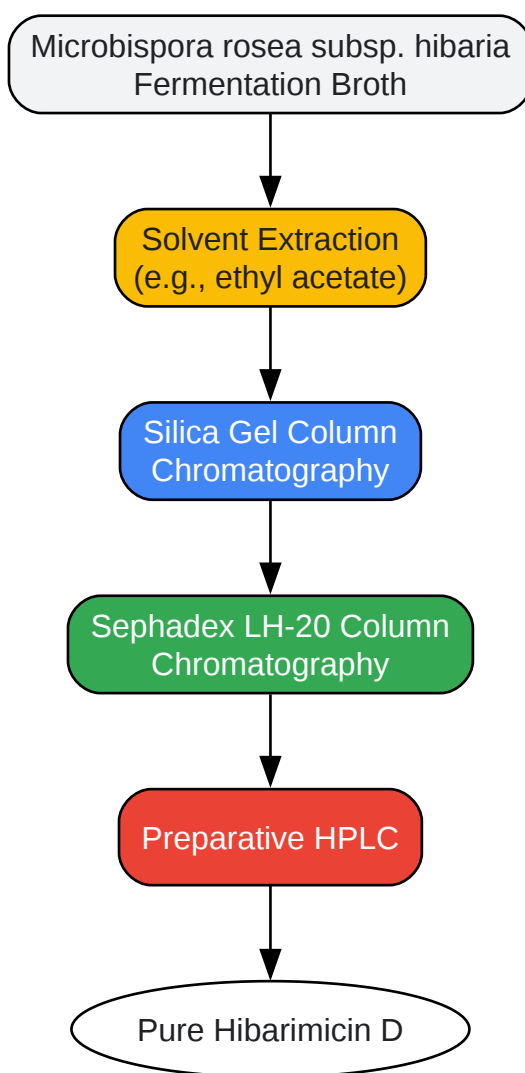 Microbispora rosea subsp. hibaria
Fermentation Broth
Solvent Extraction
(e.g., ethyl acetate)
Silica Gel Column
Chromatography
Sephadex LH-20 Column
Chromatography
Preparative HPLC
Pure Hibarimicin D